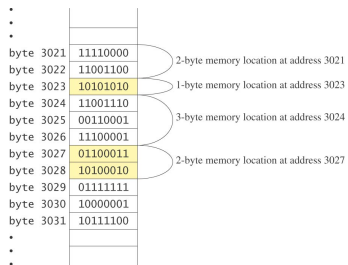 •
•
•
byte 3021 11110000
2-byte memory location at address 3021
byte 3022 11001100
byte 3023 10101010 1-byte memory location at address 3023
byte 3024 11001110
3-byte memory location at address 3024
byte 3025 00110001
byte 3026 11100001
byte 3027 01100011
2-byte memory location at address 3027
byte 3028 10100010
byte 3029 01111111
byte 3030 10000001
byte 3031 10111100
•
•
•